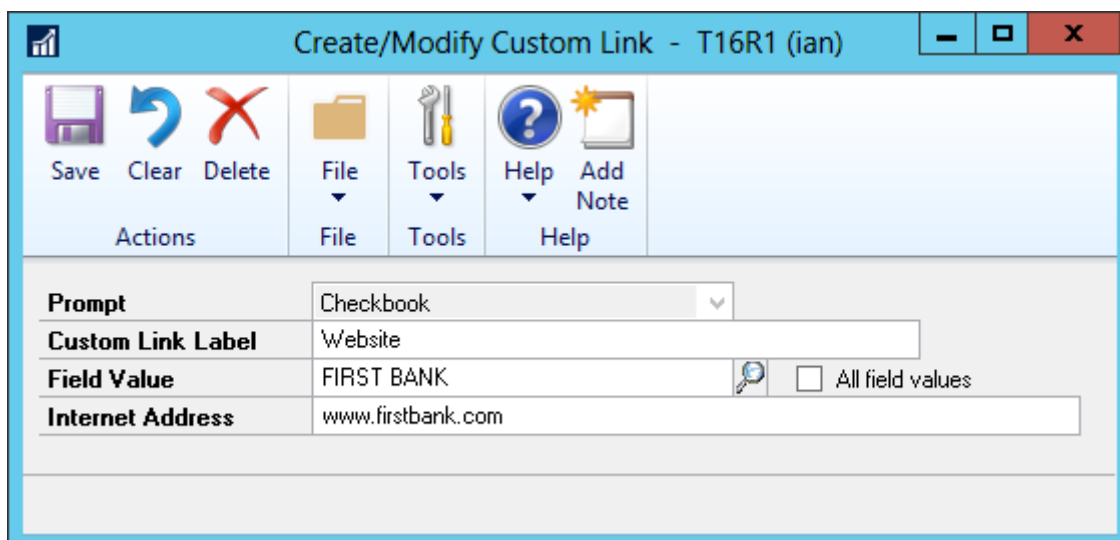 Create/Modify Custom Link - T16R1 (ian)
Save Clear Delete File Tools Help Add Note
Actions File Tools Help
Prompt Checkbook
Custom Link Label Website
Field Value FIRST BANK All field values
Internet Address www.firstbank.com